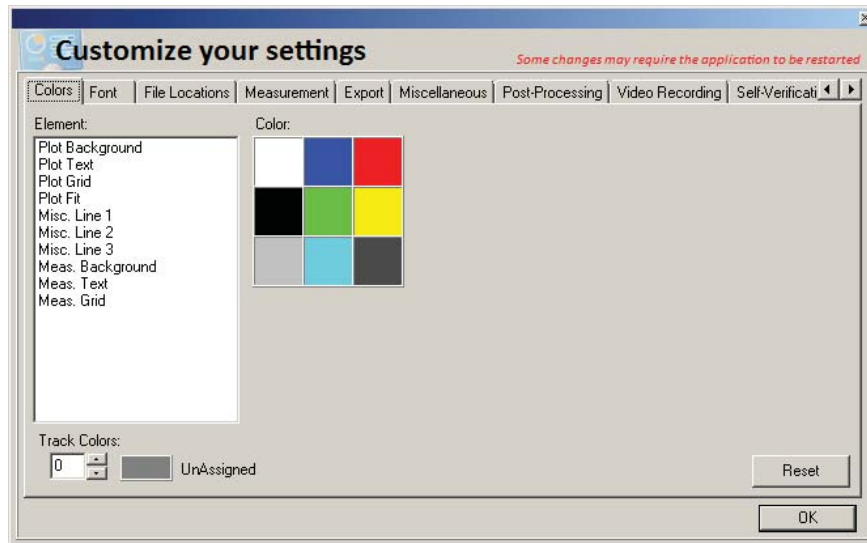 Customize your settings
Some changes may require the application to be restarted
Colors Font File Locations Measurement Export Miscellaneous Post-Processing Video Recording Self-Verificati
Element: Color:
Plot Background
Plot Text
Plot Grid
Plot Fit
Misc. Line 1
Misc. Line 2
Misc. Line 3
Meas. Background
Meas. Text
Meas. Grid
Track Colors:
0 UnAssigned
Reset
OK